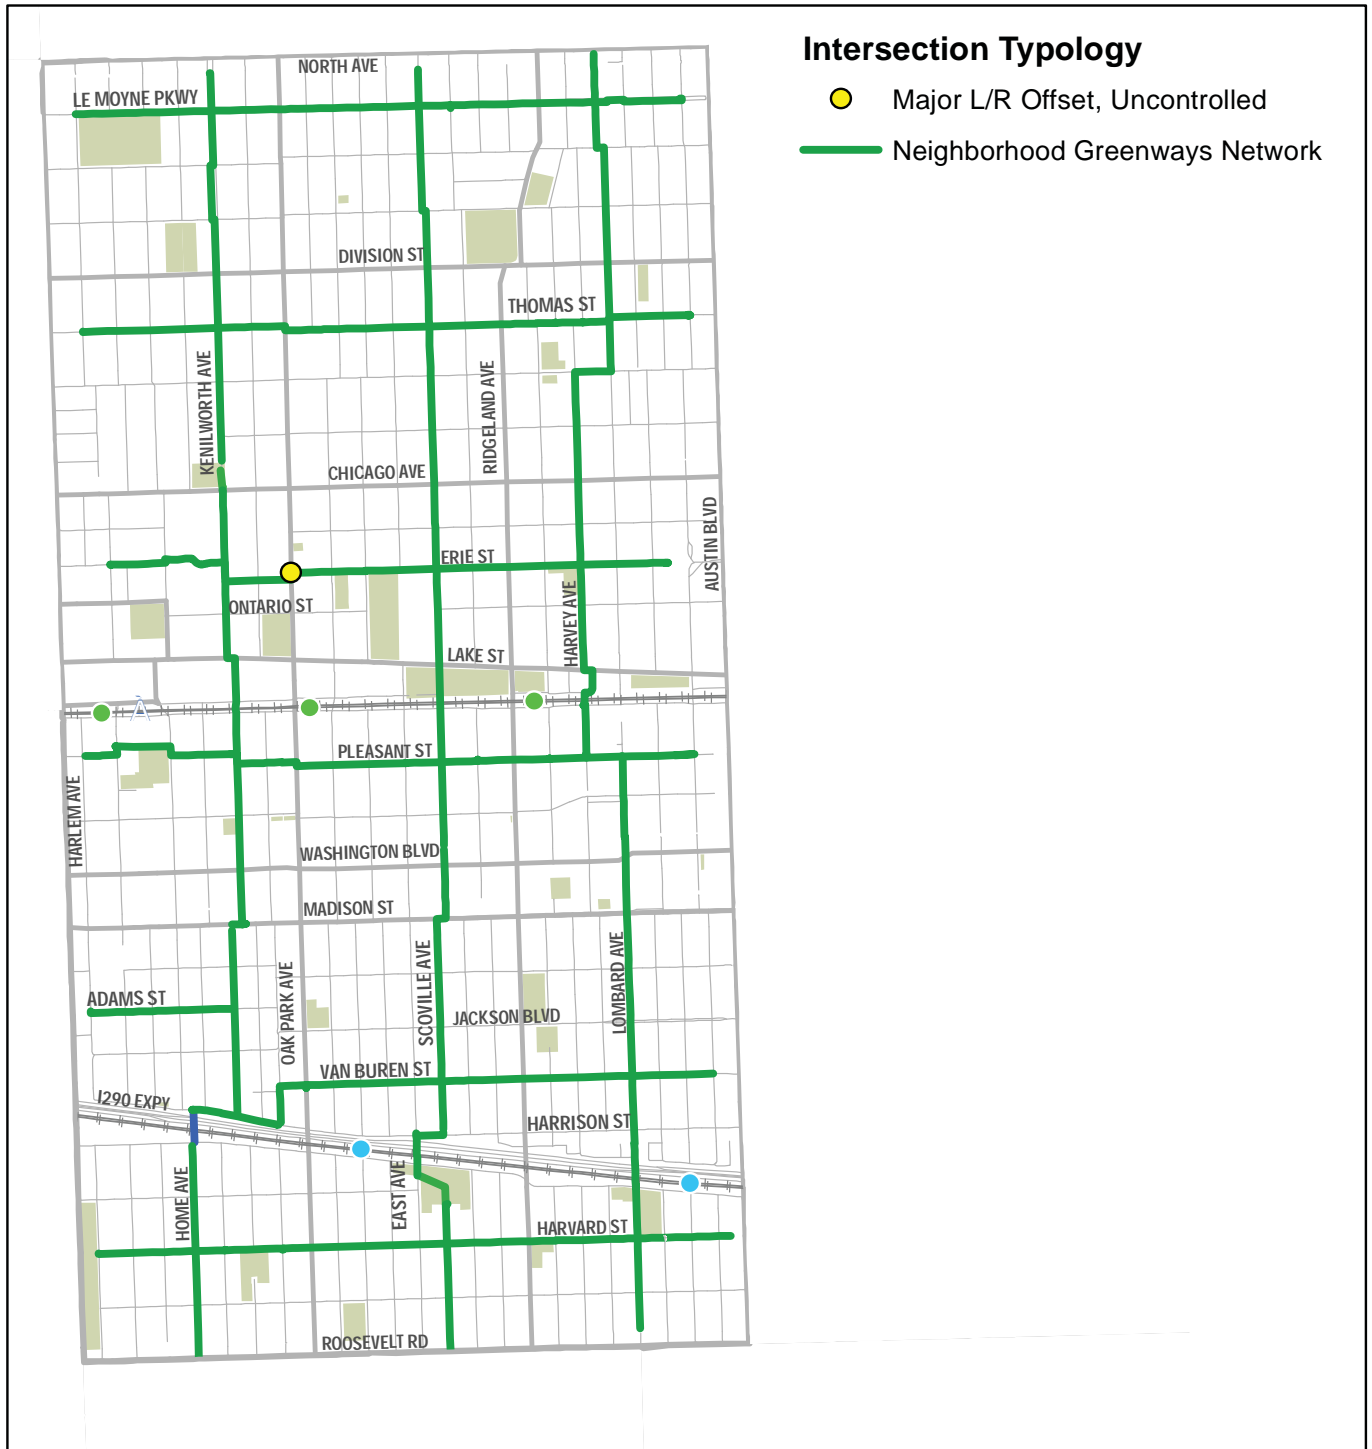 Intersection Typology
Major L/R Offset, Uncontrolled
Neighborhood Greenways Network
NORTH AVE
LE MOYNE PKWY
DIVISION ST
THOMAS ST
KENILWORTH AVE
RIDGELAND AVE
CHICAGO AVE
AUSTIN BLVD
ERIE ST
ONTARIO ST
HARVEY AVE
LAKE ST
PLEASANT ST
HARLEM AVE
WASHINGTON BLVD
MADISON ST
SCOVILLE AVE
LOMBARD AVE
OAK PARK AVE
ADAMS ST
JACKSON BLVD
VAN BUREN ST
I290 EXPY
HARRISON ST
HOME AVE
EAST AVE
HARVARD ST
ROOSEVELT RD